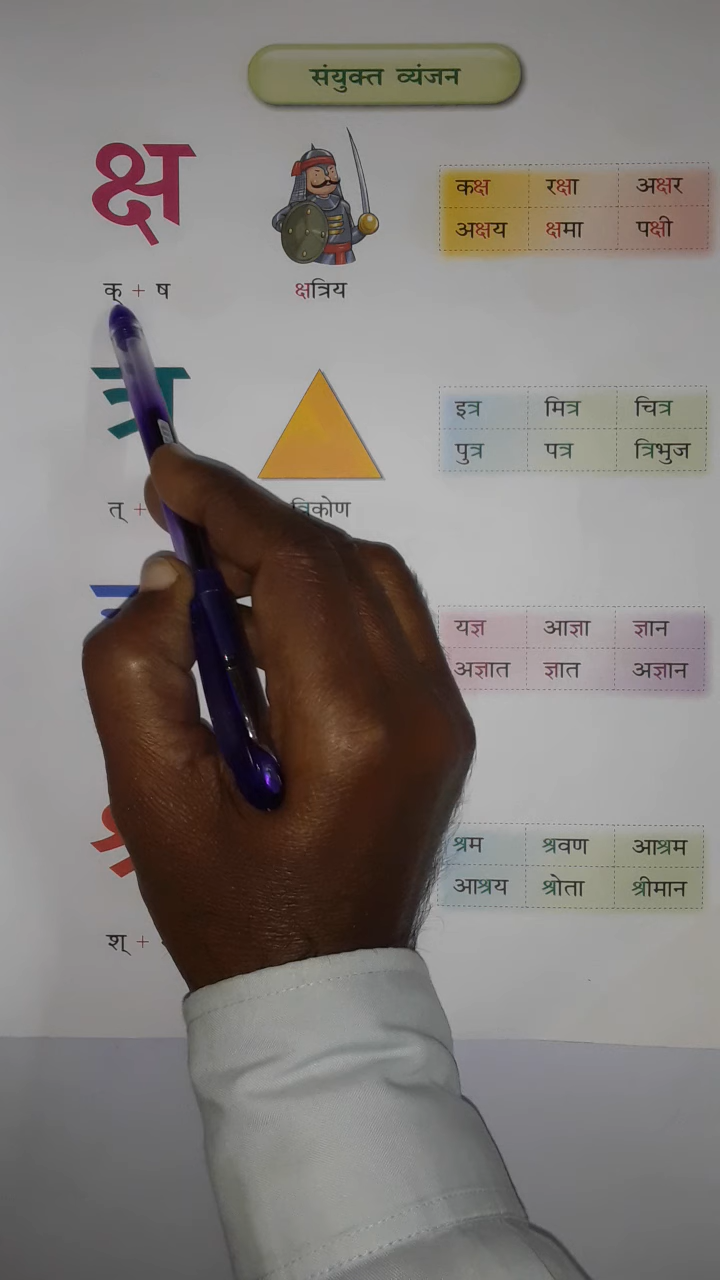 संयुक्त व्यंजन
क्ष
कक्ष रक्षा अक्षर
अक्षय क्षमा पक्षी
क् + ष
क्षत्रिय
त्र
इत्र मित्र चित्र
पुत्र पत्र त्रिभुज
त् +
त्रिकोण
यज्ञ आज्ञा ज्ञान
अज्ञात ज्ञात अज्ञान
श्रम श्रवण आश्रम
आश्रय श्रोता श्रीमान
श् +